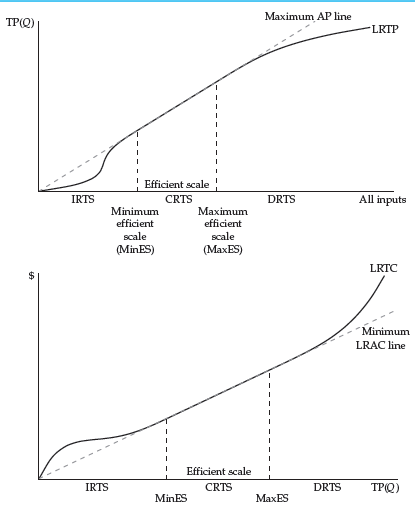 TP(Q)
Maximum AP line
LRTP
Efficient scale
IRTS
CRTS
DRTS
All inputs
Minimum
efficient
scale
(MinES)
Maximum
efficient
scale
(MaxES)
$
LRTC
Minimum
LRAC line
Efficient scale
IRTS
CRTS
DRTS
TP(Q)
MinES
MaxES